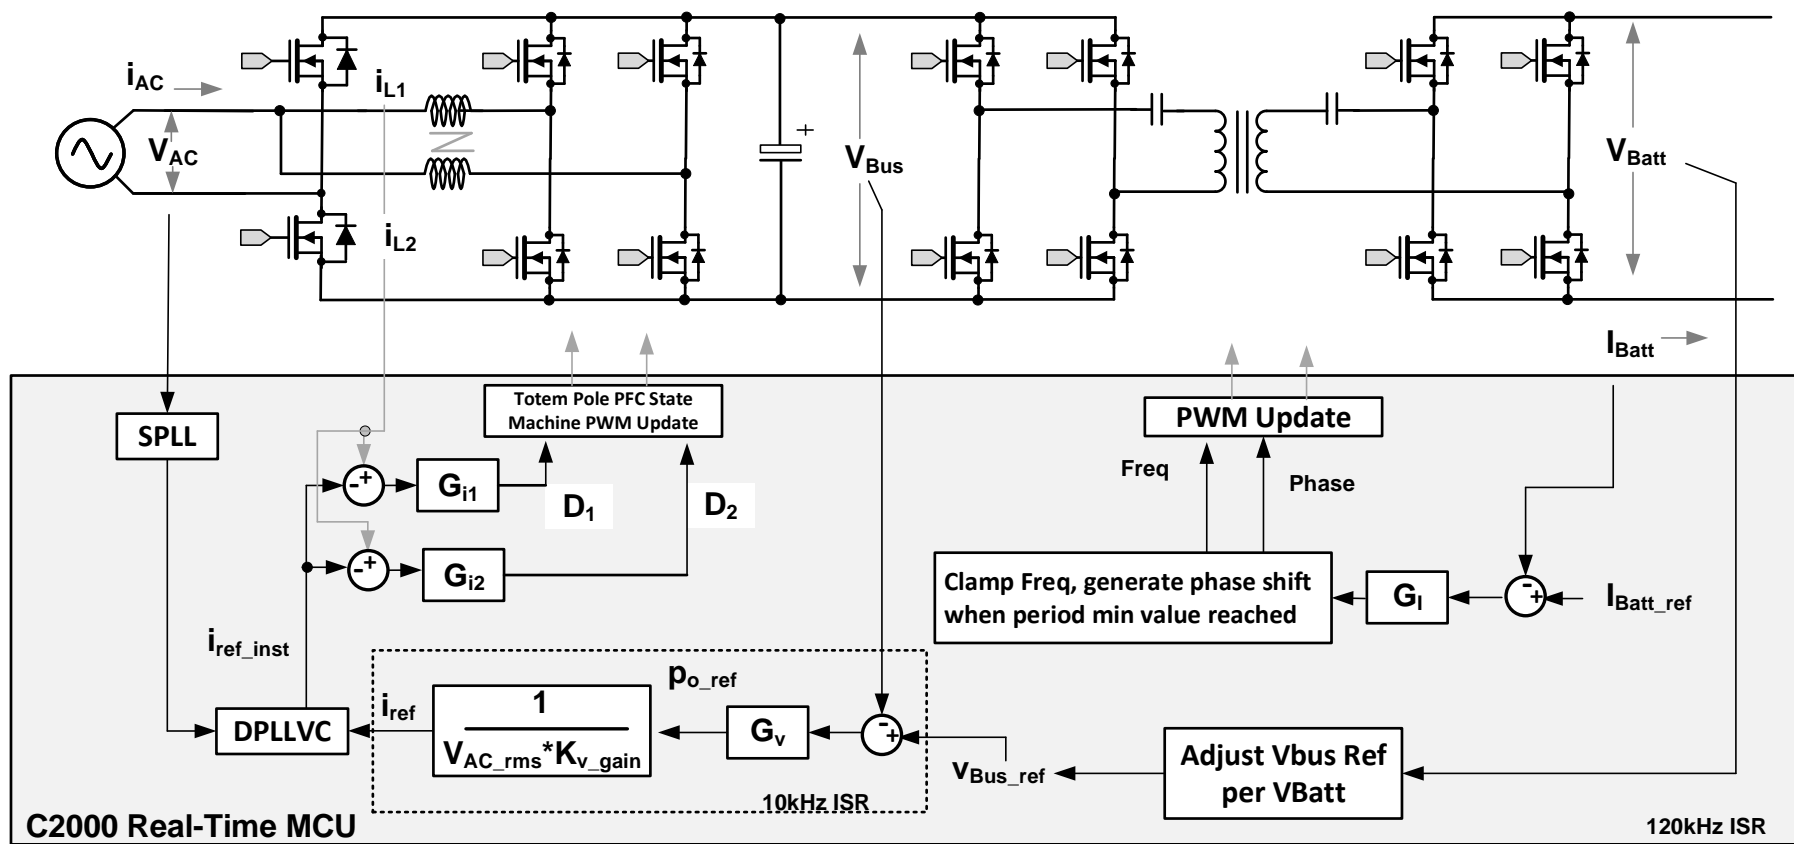 i_AC
i_L1
V_AC
i_L2
V_Bus
+
V_Batt
I_Batt
SPLL
Totem Pole PFC State
Machine PWM Update
PWM Update
Freq
Phase
-
+
G_i1
D_1
D_2
-
+
G_i2
Clamp Freq, generate phase shift
when period min value reached
G_I
-
+
I_Batt_ref
i_ref_inst
DPLLVC
i_ref
1
V_AC_rms*K_v_gain
p_o_ref
G_v
-
+
v_Bus_ref
Adjust Vbus Ref
per VBatt
10kHz ISR
C2000 Real-Time MCU
120kHz ISR